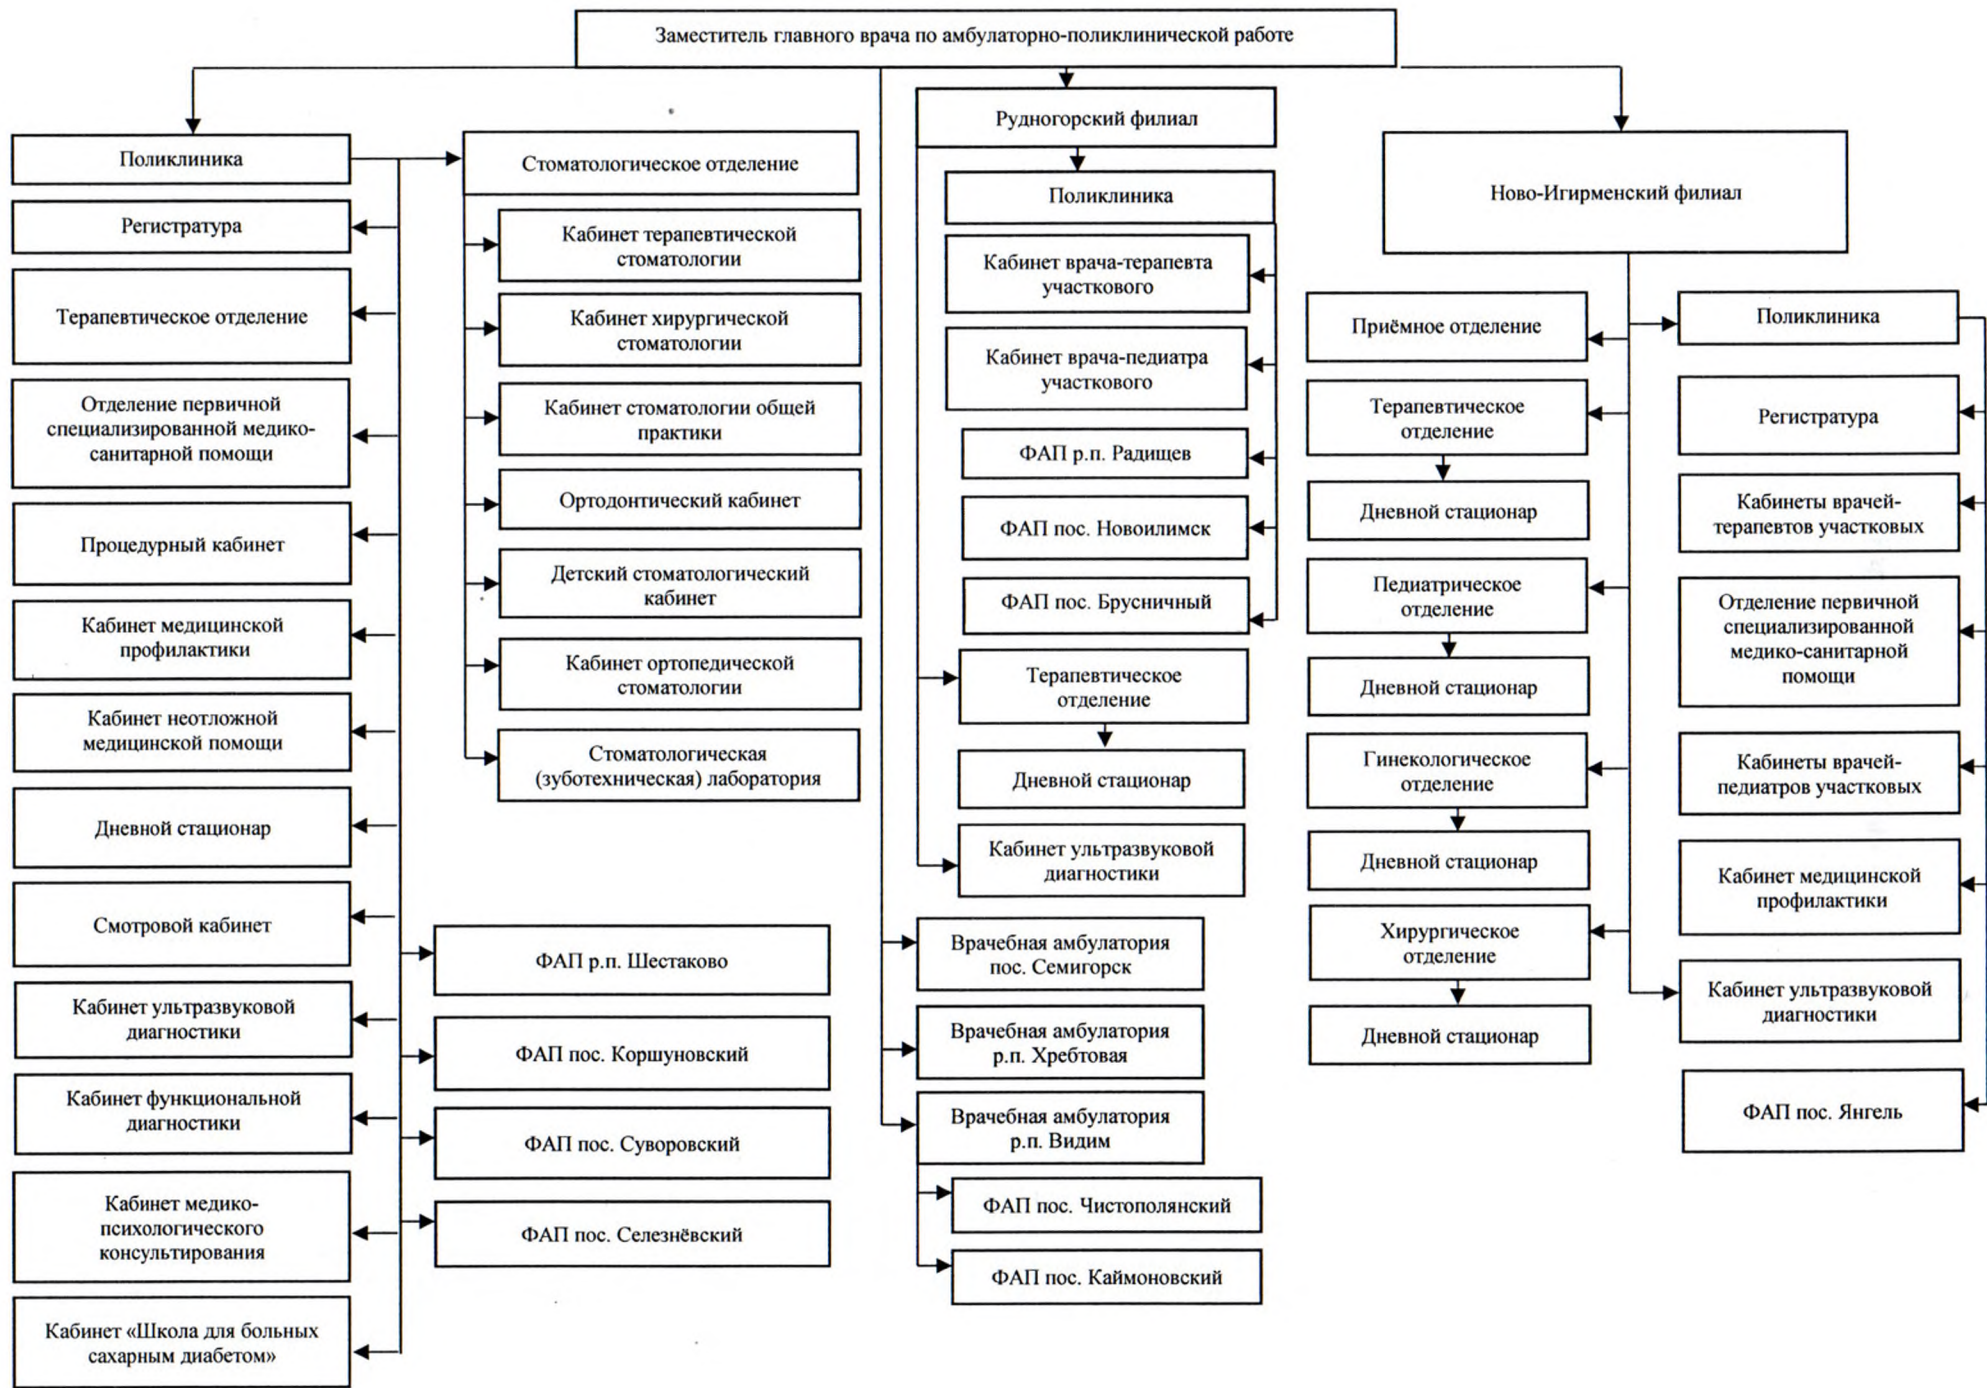 Заместитель главного врача по амбулаторно-поликлинической работе
Поликлиника
Регистратура
Терапевтическое отделение
Отделение первичной
специализированной медико-
санитарной помощи
Процедурный кабинет
Кабинет медицинской
профилактики
Кабинет неотложной
медицинской помощи
Дневной стационар
Смотровой кабинет
Кабинет ультразвуковой
диагностики
Кабинет функциональной
диагностики
Кабинет медико-
психологического
консультирования
Кабинет «Школа для больных
сахарным диабетом»
Стоматологическое отделение
Кабинет терапевтической
стоматологии
Кабинет хирургической
стоматологии
Кабинет стоматологии общей
практики
Ортодонтический кабинет
Детский стоматологический
кабинет
Кабинет ортопедической
стоматологии
Стоматологическая
(зуботехническая) лаборатория
ФАП р.п. Шестаково
ФАП пос. Коршуновский
ФАП пос. Суворовский
ФАП пос. Селезнёвский
Рудногорский филиал
Поликлиника
Кабинет врача-терапевта
участкового
Кабинет врача-педиатра
участкового
ФАП р.п. Радищев
ФАП пос. Новоилимск
ФАП пос. Брусничный
Терапевтическое
отделение
Дневной стационар
Кабинет ультразвуковой
диагностики
Врачебная амбулатория
пос. Семигорск
Врачебная амбулатория
р.п. Хребтовая
Врачебная амбулатория
р.п. Видим
ФАП пос. Чистополянский
ФАП пос. Каймоновский
Ново-Игирменский филиал
Приёмное отделение
Терапевтическое
отделение
Дневной стационар
Педиатрическое
отделение
Дневной стационар
Гинекологическое
отделение
Дневной стационар
Хирургическое
отделение
Дневной стационар
Поликлиника
Регистратура
Кабинеты врачей-
терапевтов участковых
Отделение первичной
специализированной
медико-санитарной
помощи
Кабинеты врачей-
педиатров участковых
Кабинет медицинской
профилактики
Кабинет ультразвуковой
диагностики
ФАП пос. Янгель